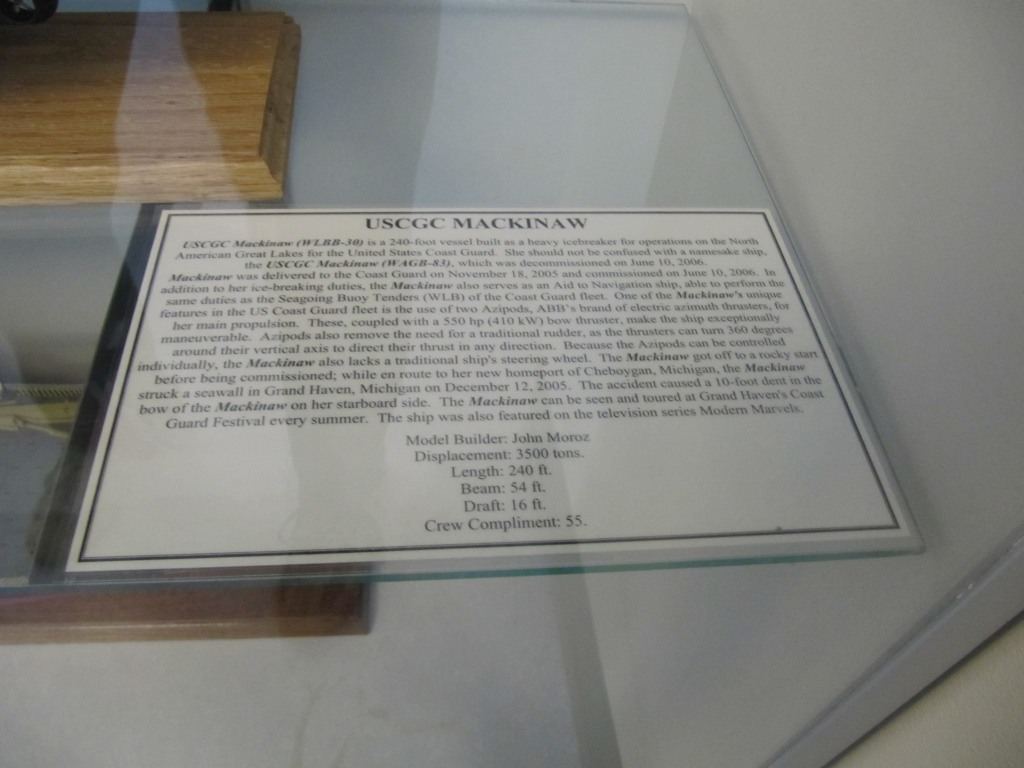 USCGC MACKINAW
USCGC Mackinaw (WLBB-30) is a 240-foot vessel built as a heavy icebreaker for operations on the North
American Great Lakes for the United States Coast Guard. She should not be confused with a namesake ship,
the USCGC Mackinaw (WAGB-83), which was decommissioned on June 10, 2006.
Mackinaw was delivered to the Coast Guard on November 18, 2005 and commissioned on June 10, 2006. In
addition to her ice-breaking duties, the Mackinaw also serves as an Aid to Navigation ship, able to perform the
same duties as the Seagoing Buoy Tenders (WLB) of the Coast Guard fleet. One of the Mackinaw's unique
features in the US Coast Guard fleet is the use of two Azipods, ABB's brand of electric azimuth thrusters, for
her main propulsion. These, coupled with a 550 hp (410 kW) bow thruster, make the ship exceptionally
maneuverable. Azipods also remove the need for a traditional rudder, as the thrusters can turn 360 degrees
around their vertical axis to direct their thrust in any direction. Because the Azipods can be controlled
individually, the Mackinaw also lacks a traditional ship's steering wheel. The Mackinaw got off to a rocky start
before being commissioned; while en route to her new homeport of Cheboygan, Michigan, the Mackinaw
struck a seawall in Grand Haven, Michigan on December 12, 2005. The accident caused a 10-foot dent in the
bow of the Mackinaw on her starboard side. The Mackinaw can be seen and toured at Grand Haven's Coast
Guard Festival every summer. The ship was also featured on the television series Modern Marvels.
Model Builder: John Moroz
Displacement: 3500 tons.
Length: 240 ft.
Beam: 54 ft.
Draft: 16 ft.
Crew Compliment: 55.